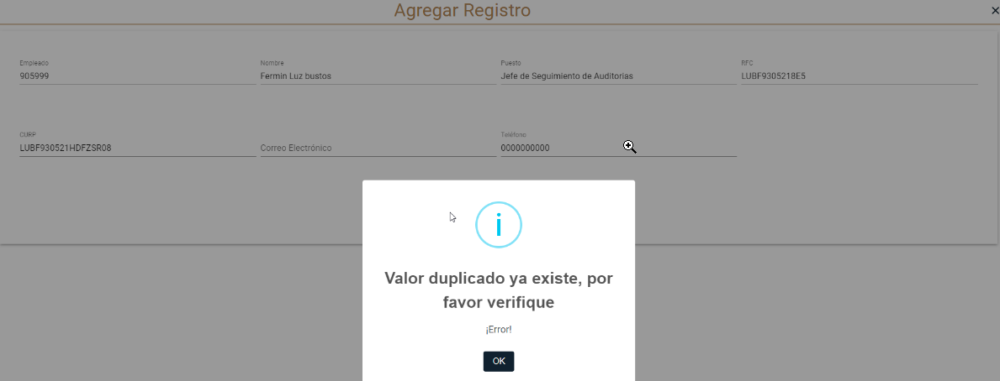 Agregar Registro
Empleado
905999
Nombre
Fermin Luz bustos
Puesto
Jefe de Seguimiento de Auditorias
RFC
LUBF9305218E5
CURP
LUBF930521HDFZSR08
Correo Electrónico
Teléfono
0000000000
Valor duplicado ya existe, por
favor verifique
¡Error!
OK